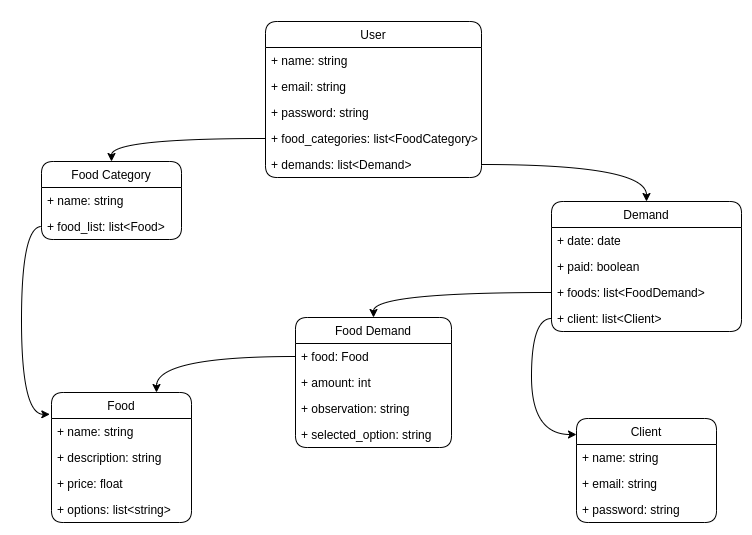 User
+ name: string
+ email: string
+ password: string
+ food_categories: list<FoodCategory>
+ demands: list<Demand>
Food Category
+ name: string
+ food_list: list<Food>
Demand
+ date: date
+ paid: boolean
+ foods: list<FoodDemand>
+ client: list<Client>
Food Demand
+ food: Food
+ amount: int
+ observation: string
+ selected_option: string
Food
+ name: string
+ description: string
+ price: float
+ options: list<string>
Client
+ name: string
+ email: string
+ password: string